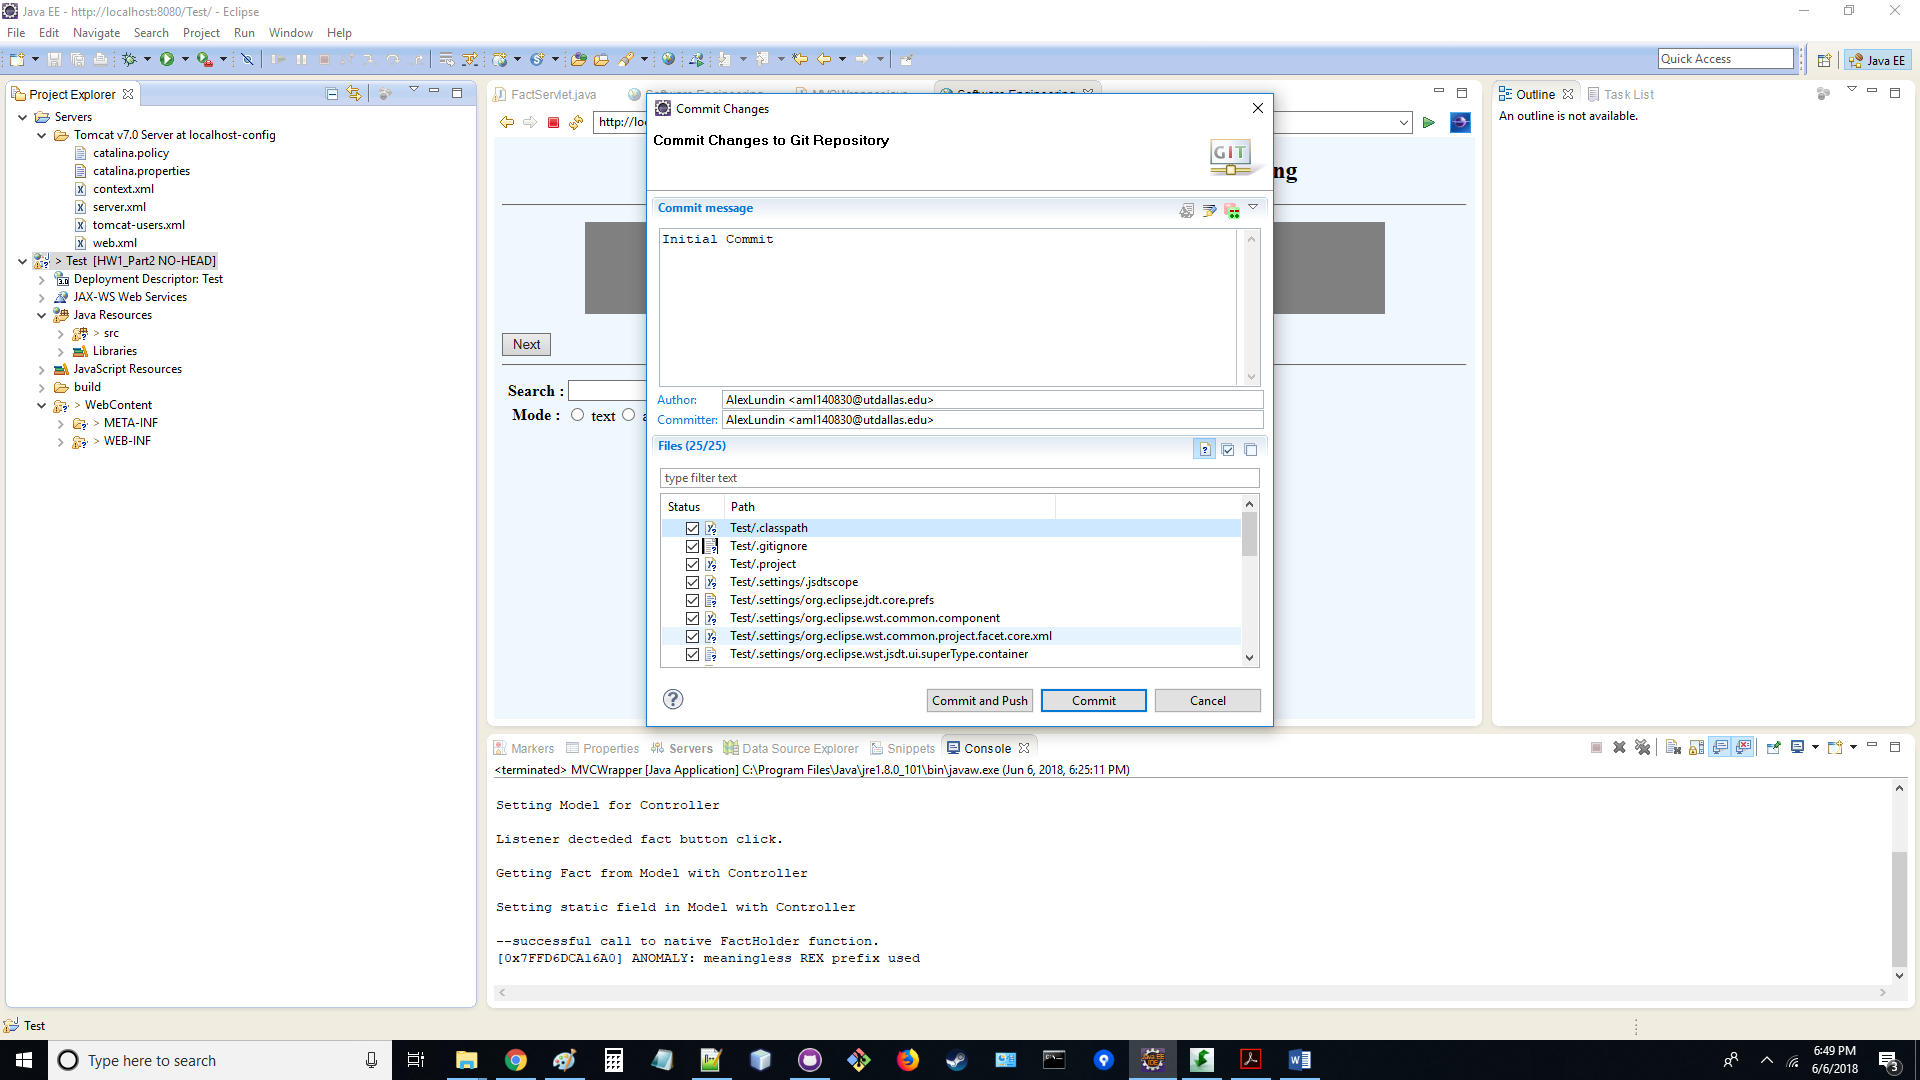 Java EE - http://localhost:8080/Test/ - Eclipse
File Edit Navigate Search Project Run Window Help
Quick Access
Java EE
Project Explorer
Servers
Tomcat v7.0 Server at localhost-config
catalina.policy
catalina.properties
context.xml
server.xml
tomcat-users.xml
web.xml
> Test [HW1_Part2 NO-HEAD]
Deployment Descriptor: Test
JAX-WS Web Services
Java Resources
> src
Libraries
JavaScript Resources
build
> WebContent
> META-INF
> WEB-INF
FactServlet.java
http://lo
ng
Next
Search :
Mode : text a
Commit Changes
Commit Changes to Git Repository
GIT
Commit message
Initial Commit
Author: AlexLundin <aml140830@utdallas.edu>
Committer: AlexLundin <aml140830@utdallas.edu>
Files (25/25)
type filter text
Status Path
Test/.classpath
Test/.gitignore
Test/.project
Test/.settings/.jsdtscope
Test/.settings/org.eclipse.jdt.core.prefs
Test/.settings/org.eclipse.wst.common.component
Test/.settings/org.eclipse.wst.common.project.facet.core.xml
Test/.settings/org.eclipse.wst.jsdt.ui.superType.container
Commit and Push Commit Cancel
Outline Task List
An outline is not available.
Markers Properties Servers Data Source Explorer Snippets Console
<terminated> MVCWrapper [Java Application] C:\Program Files\Java\jre1.8.0_101\bin\javaw.exe (Jun 6, 2018, 6:25:11 PM)
Setting Model for Controller
Listener decteded fact button click.
Getting Fact from Model with Controller
Setting static field in Model with Controller
--successful call to native FactHolder function.
[0x7FFD6DCA16A0] ANOMALY: meaningless REX prefix used
Test
Type here to search
6:49 PM
6/6/2018
3